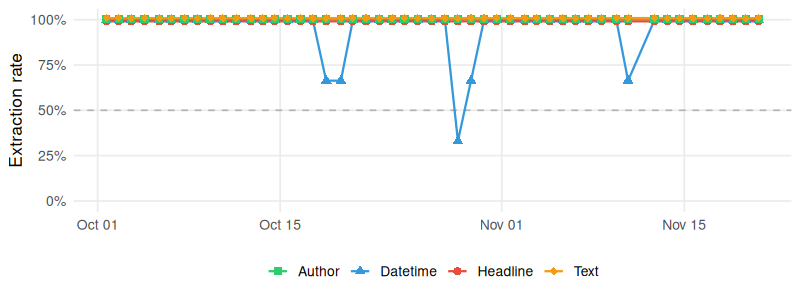 Extraction rate
100%
75%
50%
25%
0%
Oct 01 Oct 15 Nov 01 Nov 15
Author Datetime Headline Text